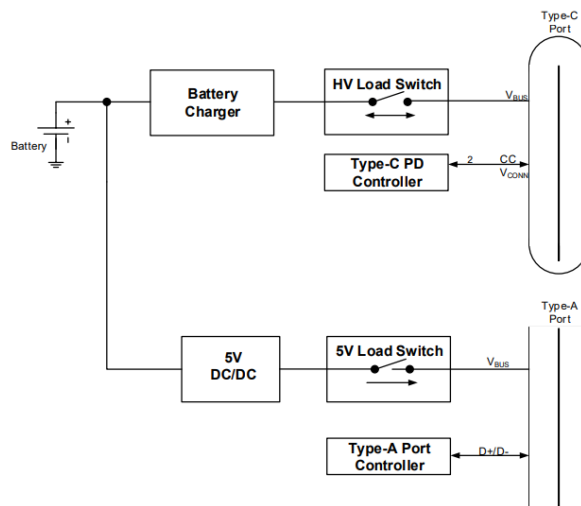 Type-C
Port
Battery
Charger
HV Load Switch
VBUS
+
Battery
Type-C PD
Controller
2 CC
VCONN
Type-A
Port
5V
DC/DC
5V Load Switch
VBUS
Type-A Port
Controller
D+/D-